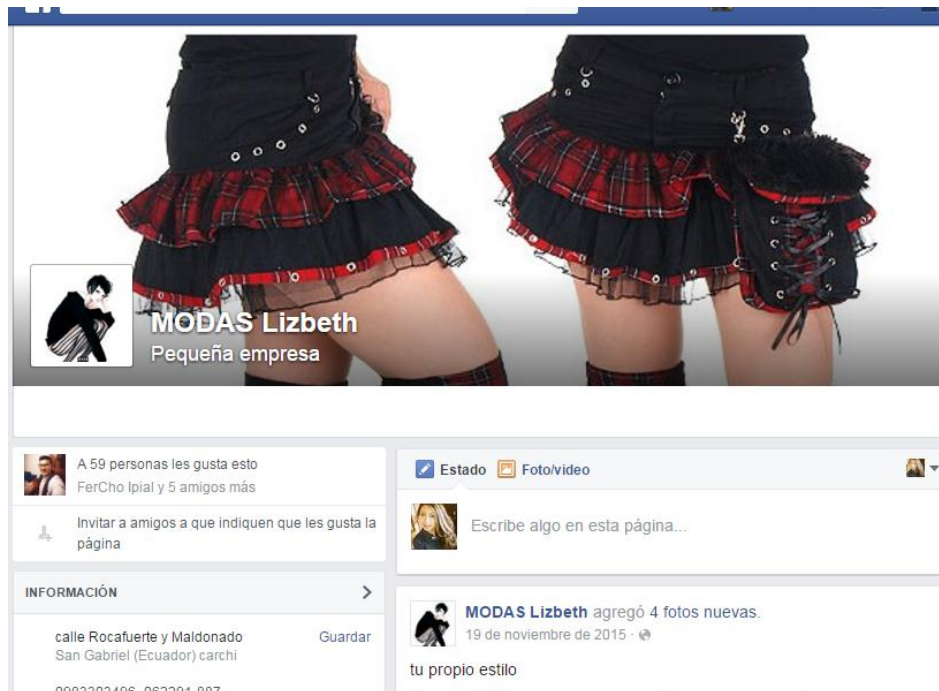 MODAS Lizbeth
Pequeña empresa
A 59 personas les gusta esto
FerCho Ipial y 5 amigos más
Invitar a amigos a que indiquen que les gusta la
página
INFORMACIÓN
calle Rocafuerte y Maldonado Guardar
San Gabriel (Ecuador) carchi
Estado Foto/video
Escribe algo en esta página...
MODAS Lizbeth agregó 4 fotos nuevas.
19 de noviembre de 2015 ·
tu propio estilo